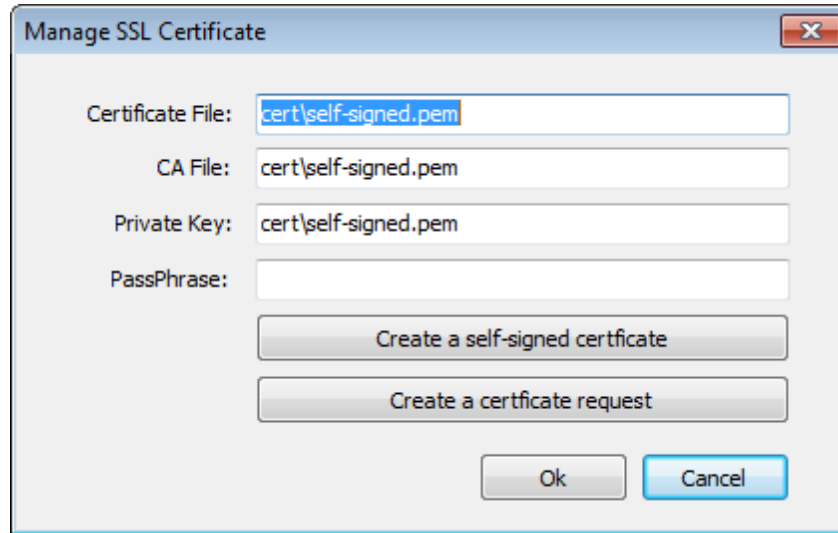 Manage SSL Certificate
Certificate File: cert\self-signed.pem
CA File: cert\self-signed.pem
Private Key: cert\self-signed.pem
PassPhrase:
Create a self-signed certficate
Create a certficate request
Ok Cancel